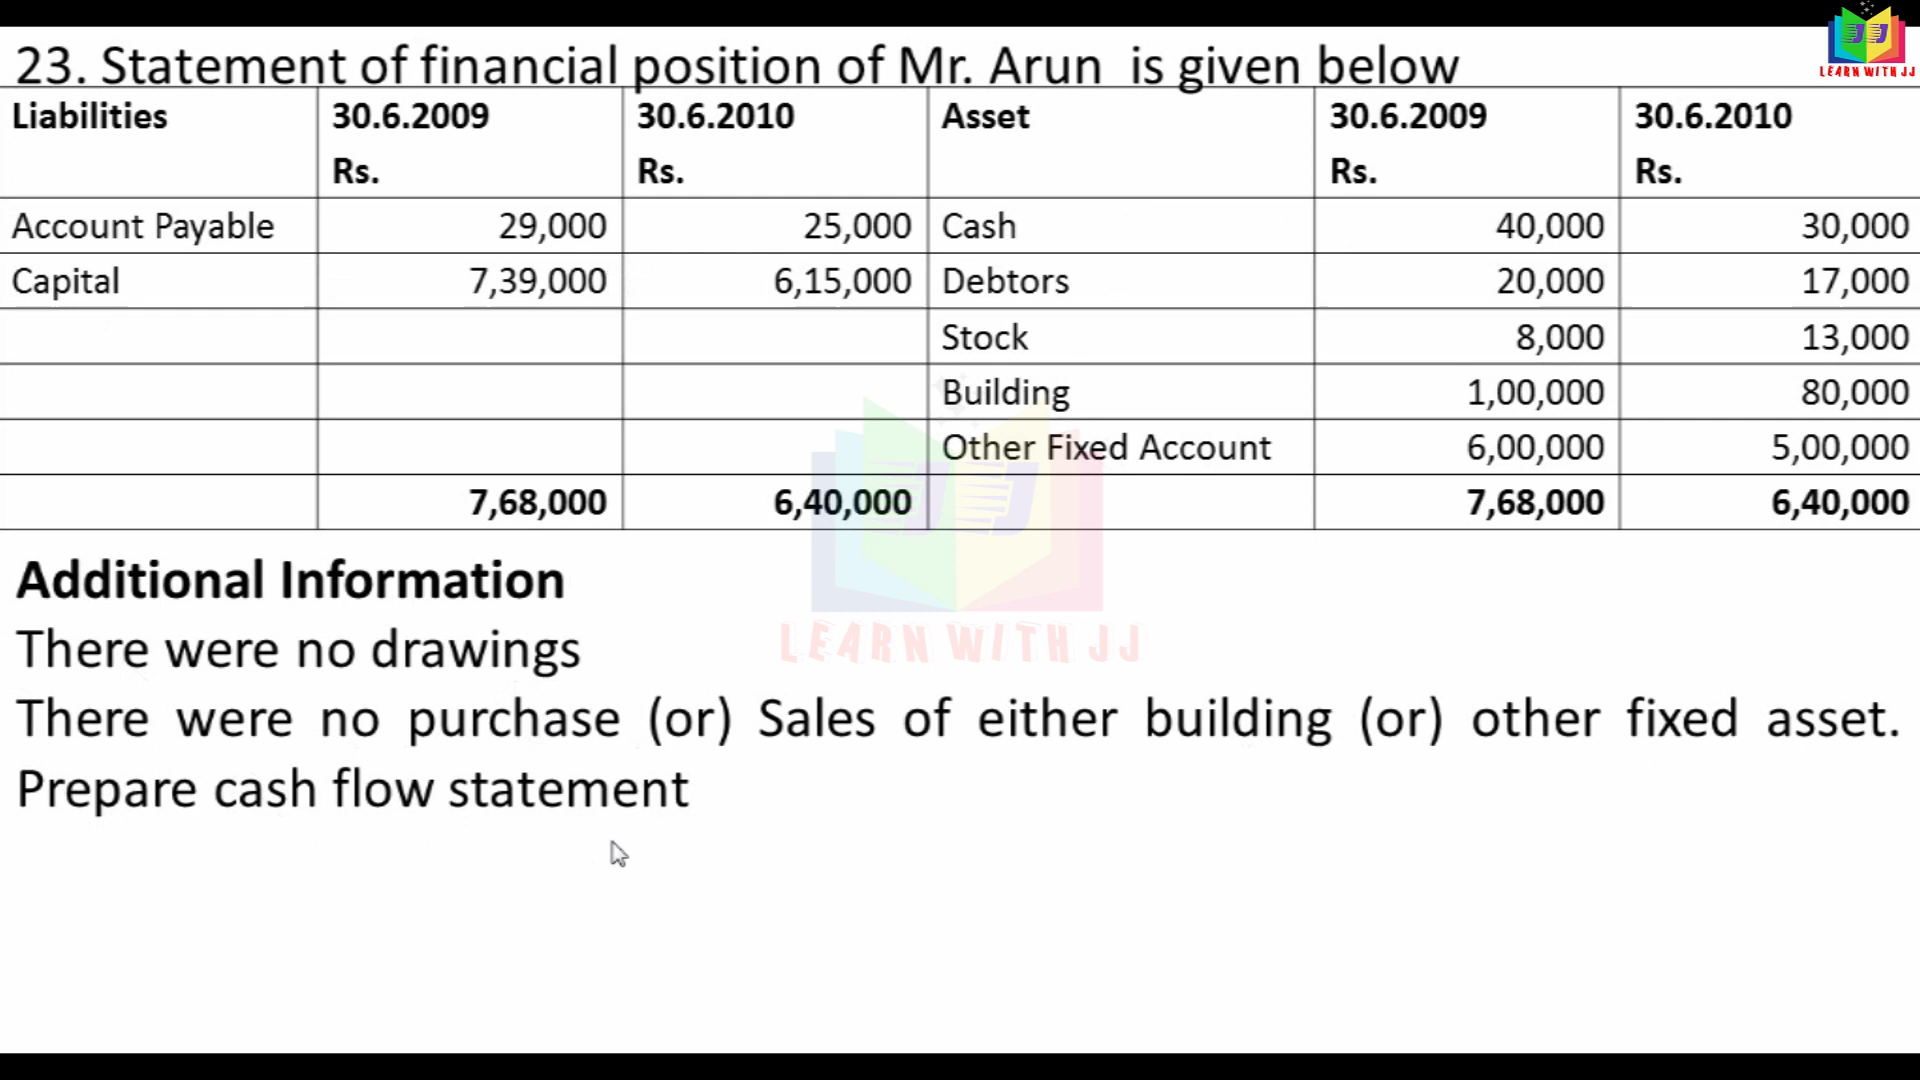 23. Statement of financial position of Mr. Arun is given below
LEARN WITH JJ
Liabilities 30.6.2009 Rs. 30.6.2010 Rs. Asset 30.6.2009 Rs. 30.6.2010 Rs.
Account Payable 29,000 25,000 Cash 40,000 30,000
Capital 7,39,000 6,15,000 Debtors 20,000 17,000
Stock 8,000 13,000
Building 1,00,000 80,000
Other Fixed Account 6,00,000 5,00,000
7,68,000 6,40,000 7,68,000 6,40,000
Additional Information
There were no drawings
LEARN WITH JJ
There were no purchase (or) Sales of either building (or) other fixed asset.
Prepare cash flow statement